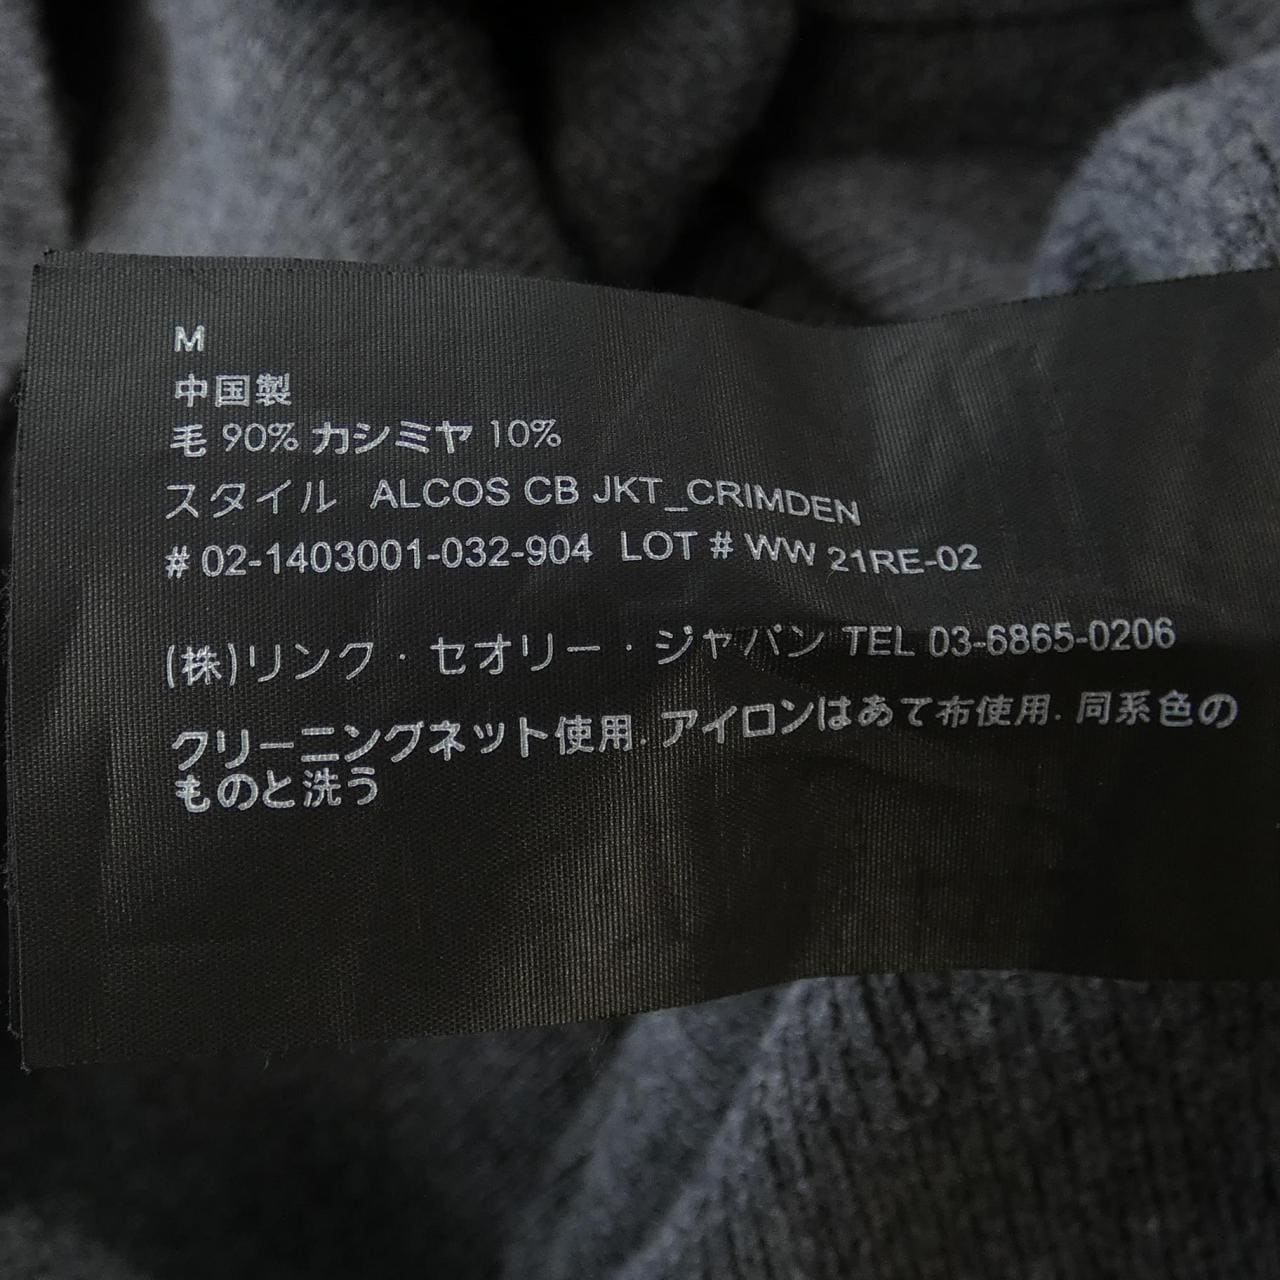 M
中国製
毛 90% カシミヤ 10%
スタイル ALCOS CB JKT_CRIMDEN
# 02-1403001-032-904 LOT # WW 21RE-02
(株)リンク・セオリー・ジャパン TEL 03-6865-0206
クリーニングネット使用. アイロンはあて布使用. 同系色の
ものと洗う